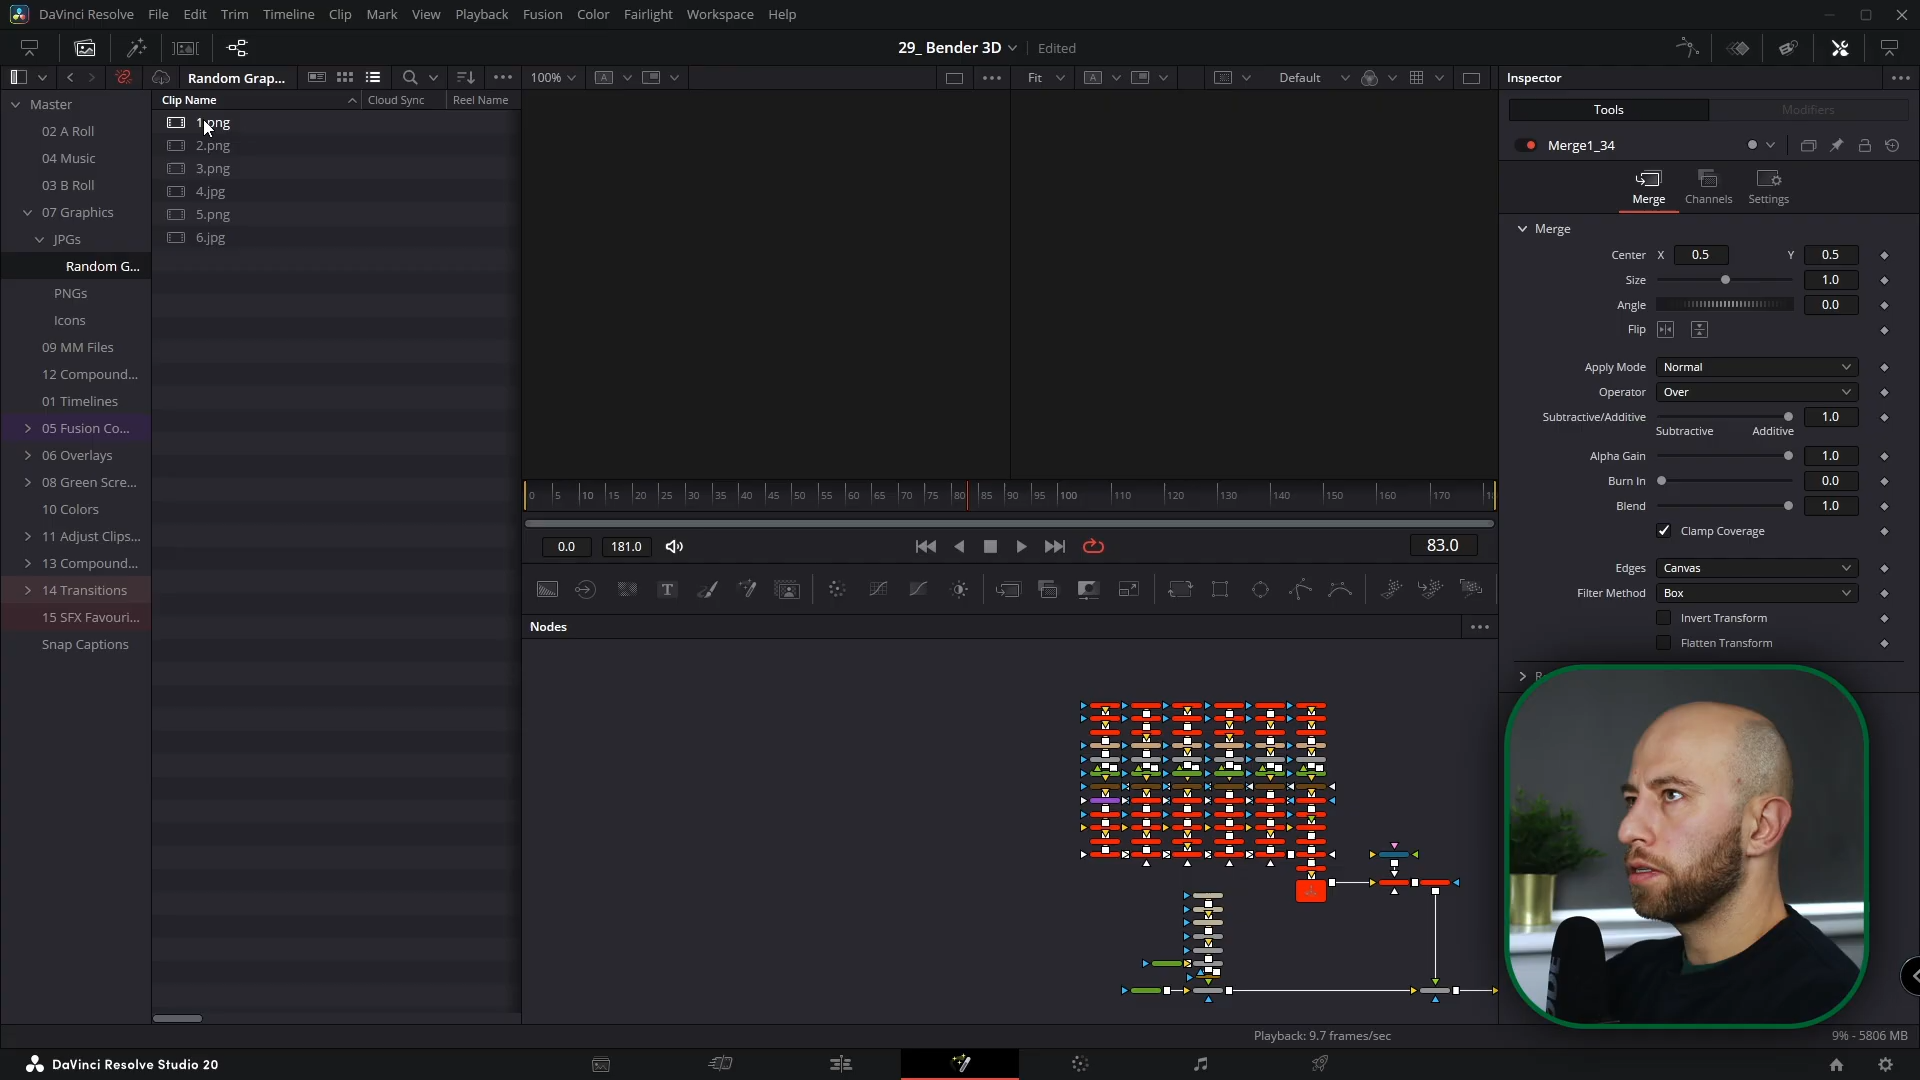 DaVinci Resolve File Edit Trim Timeline Clip Mark View Playback Fusion Color Fairlight Workspace Help
29_ Bender 3D Edited
Random Grap... 100% Fit Default Inspector
Clip Name Cloud Sync Reel Name
Tools Modifiers
Master
02 A Roll
04 Music
03 B Roll
07 Graphics
JPGs
Random G...
PNGs
Icons
09 MM Files
12 Compound...
01 Timelines
05 Fusion Co...
06 Overlays
08 Green Scre...
10 Colors
11 Adjust Clips...
13 Compound...
14 Transitions
15 SFX Favouri...
Snap Captions
1.png
2.png
3.png
4.jpg
5.png
6.jpg
0 5 10 15 20 25 30 35 40 45 50 55 60 65 70 75 80 85 90 95 100 110 120 130 140 150 160 170
0.0 181.0 83.0
Nodes
Merge1_34
Merge Channels Settings
Merge
Center X 0.5 Y 0.5
Size 1.0
Angle 0.0
Flip
Apply Mode Normal
Operator Over
Subtractive/Additive 1.0
Subtractive Additive
Alpha Gain 1.0
Burn In 0.0
Blend 1.0
Clamp Coverage
Edges Canvas
Filter Method Box
Invert Transform
Flatten Transform
Playback: 9.7 frames/sec 9% - 5806 MB
DaVinci Resolve Studio 20